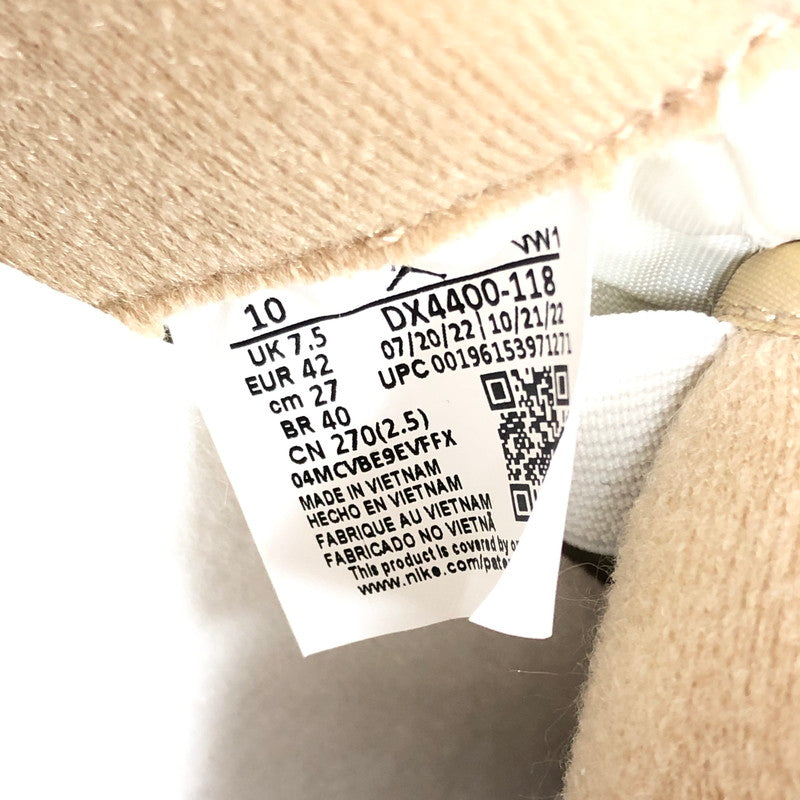 VW1
10
UK 7.5
EUR 42
cm 27
BR 40
CN 270(2.5)
DX4400-118
07/20/22 | 10/21/22
UPC 00196153971271
04MCVBE9EVFFX
MADE IN VIETNAM
HECHO EN VIETNAM
FABRIQUE AU VIETNAM
FABRICADO NO VIETNÃ
This product is covered by
www.nike.com/pate